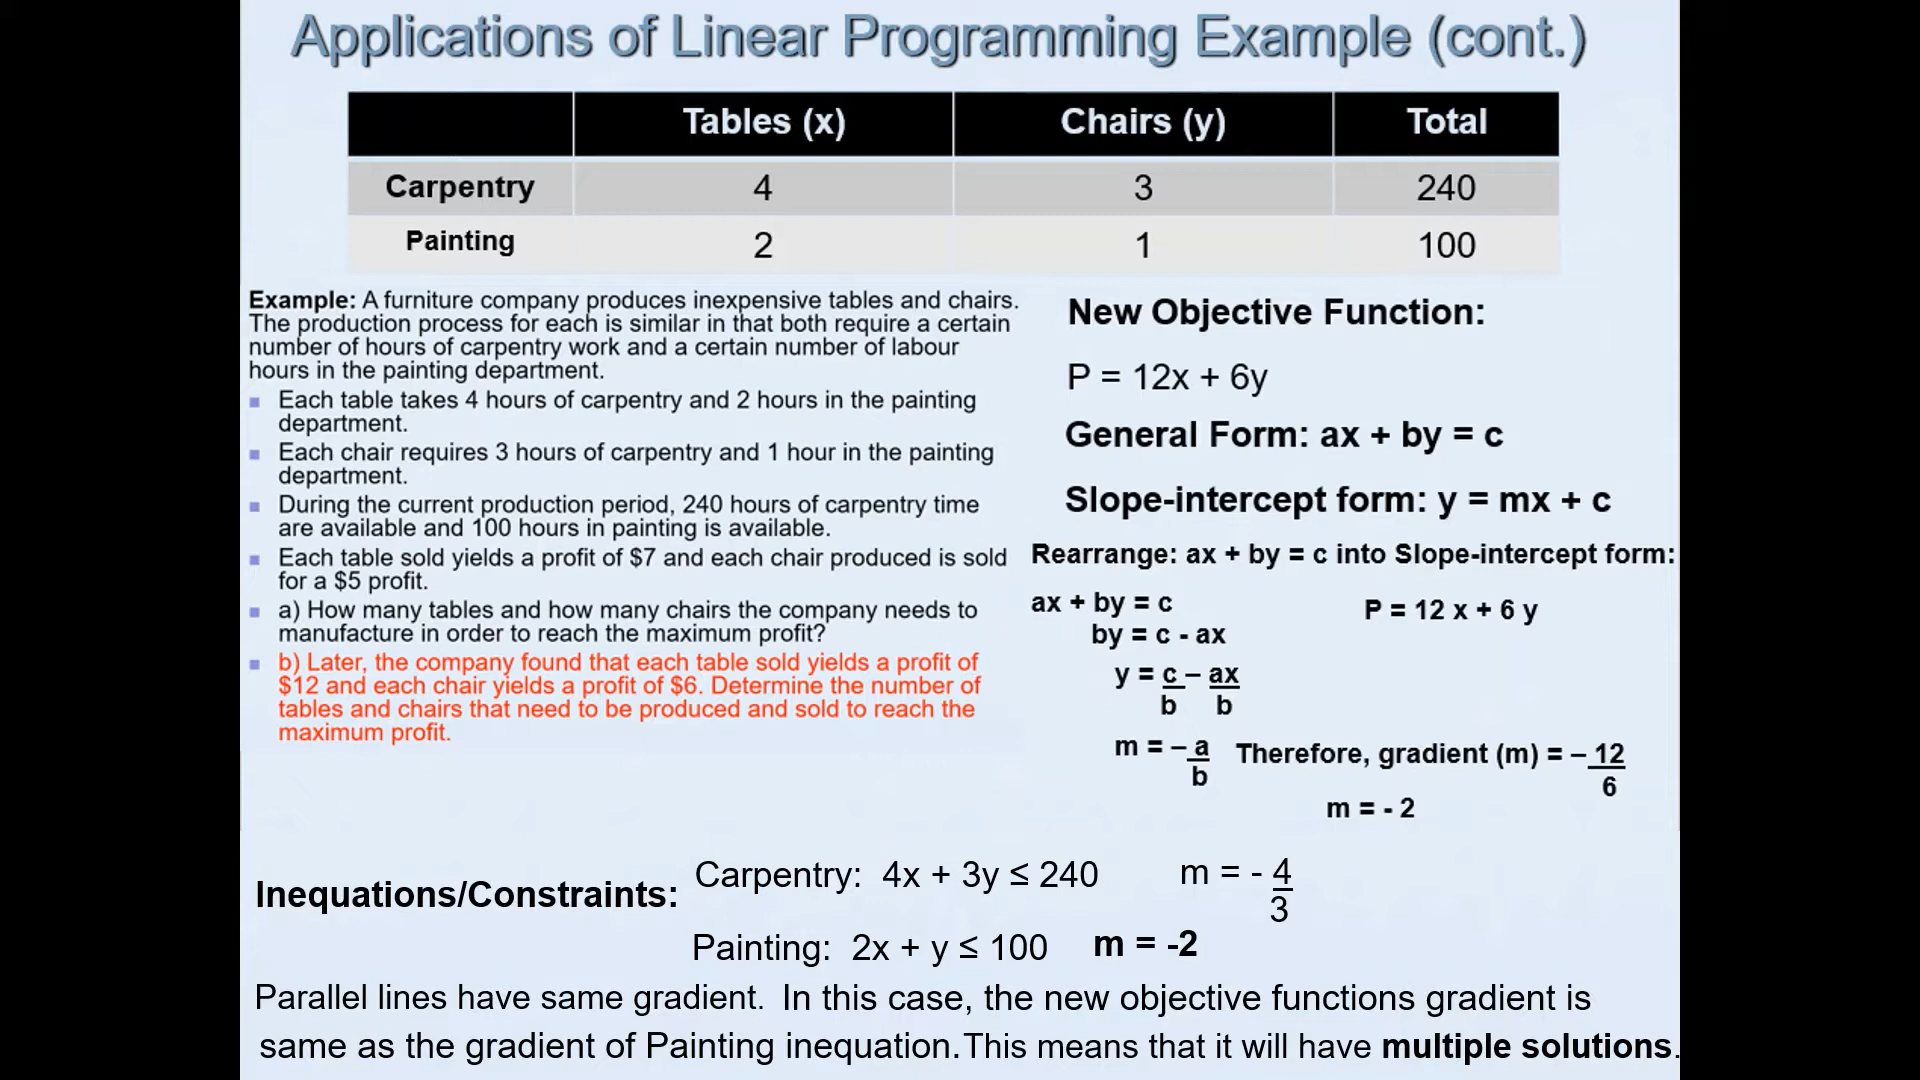 Applications of Linear Programming Example (cont.)
Tables (x) Chairs (y) Total
Carpentry 4 3 240
Painting 2 1 100
Example: A furniture company produces inexpensive tables and chairs.
The production process for each is similar in that both require a certain
number of hours of carpentry work and a certain number of labour
hours in the painting department.
Each table takes 4 hours of carpentry and 2 hours in the painting
department.
Each chair requires 3 hours of carpentry and 1 hour in the painting
department.
During the current production period, 240 hours of carpentry time
are available and 100 hours in painting is available.
Each table sold yields a profit of $7 and each chair produced is sold
for a $5 profit.
a) How many tables and how many chairs the company needs to
manufacture in order to reach the maximum profit?
b) Later, the company found that each table sold yields a profit of
$12 and each chair yields a profit of $6. Determine the number of
tables and chairs that need to be produced and sold to reach the
maximum profit.
New Objective Function:
P = 12x + 6y
General Form: ax + by = c
Slope-intercept form: y = mx + c
Rearrange: ax + by = c into Slope-intercept form:
ax + by = c
by = c - ax
y = c – ax
b b
m = – a
b
P = 12 x + 6 y
Therefore, gradient (m) = – 12
6
m = - 2
Inequations/Constraints:
Carpentry: 4x + 3y ≤ 240 m = - 4
3
Painting: 2x + y ≤ 100 m = -2
Parallel lines have same gradient. In this case, the new objective functions gradient is
same as the gradient of Painting inequation. This means that it will have multiple solutions.